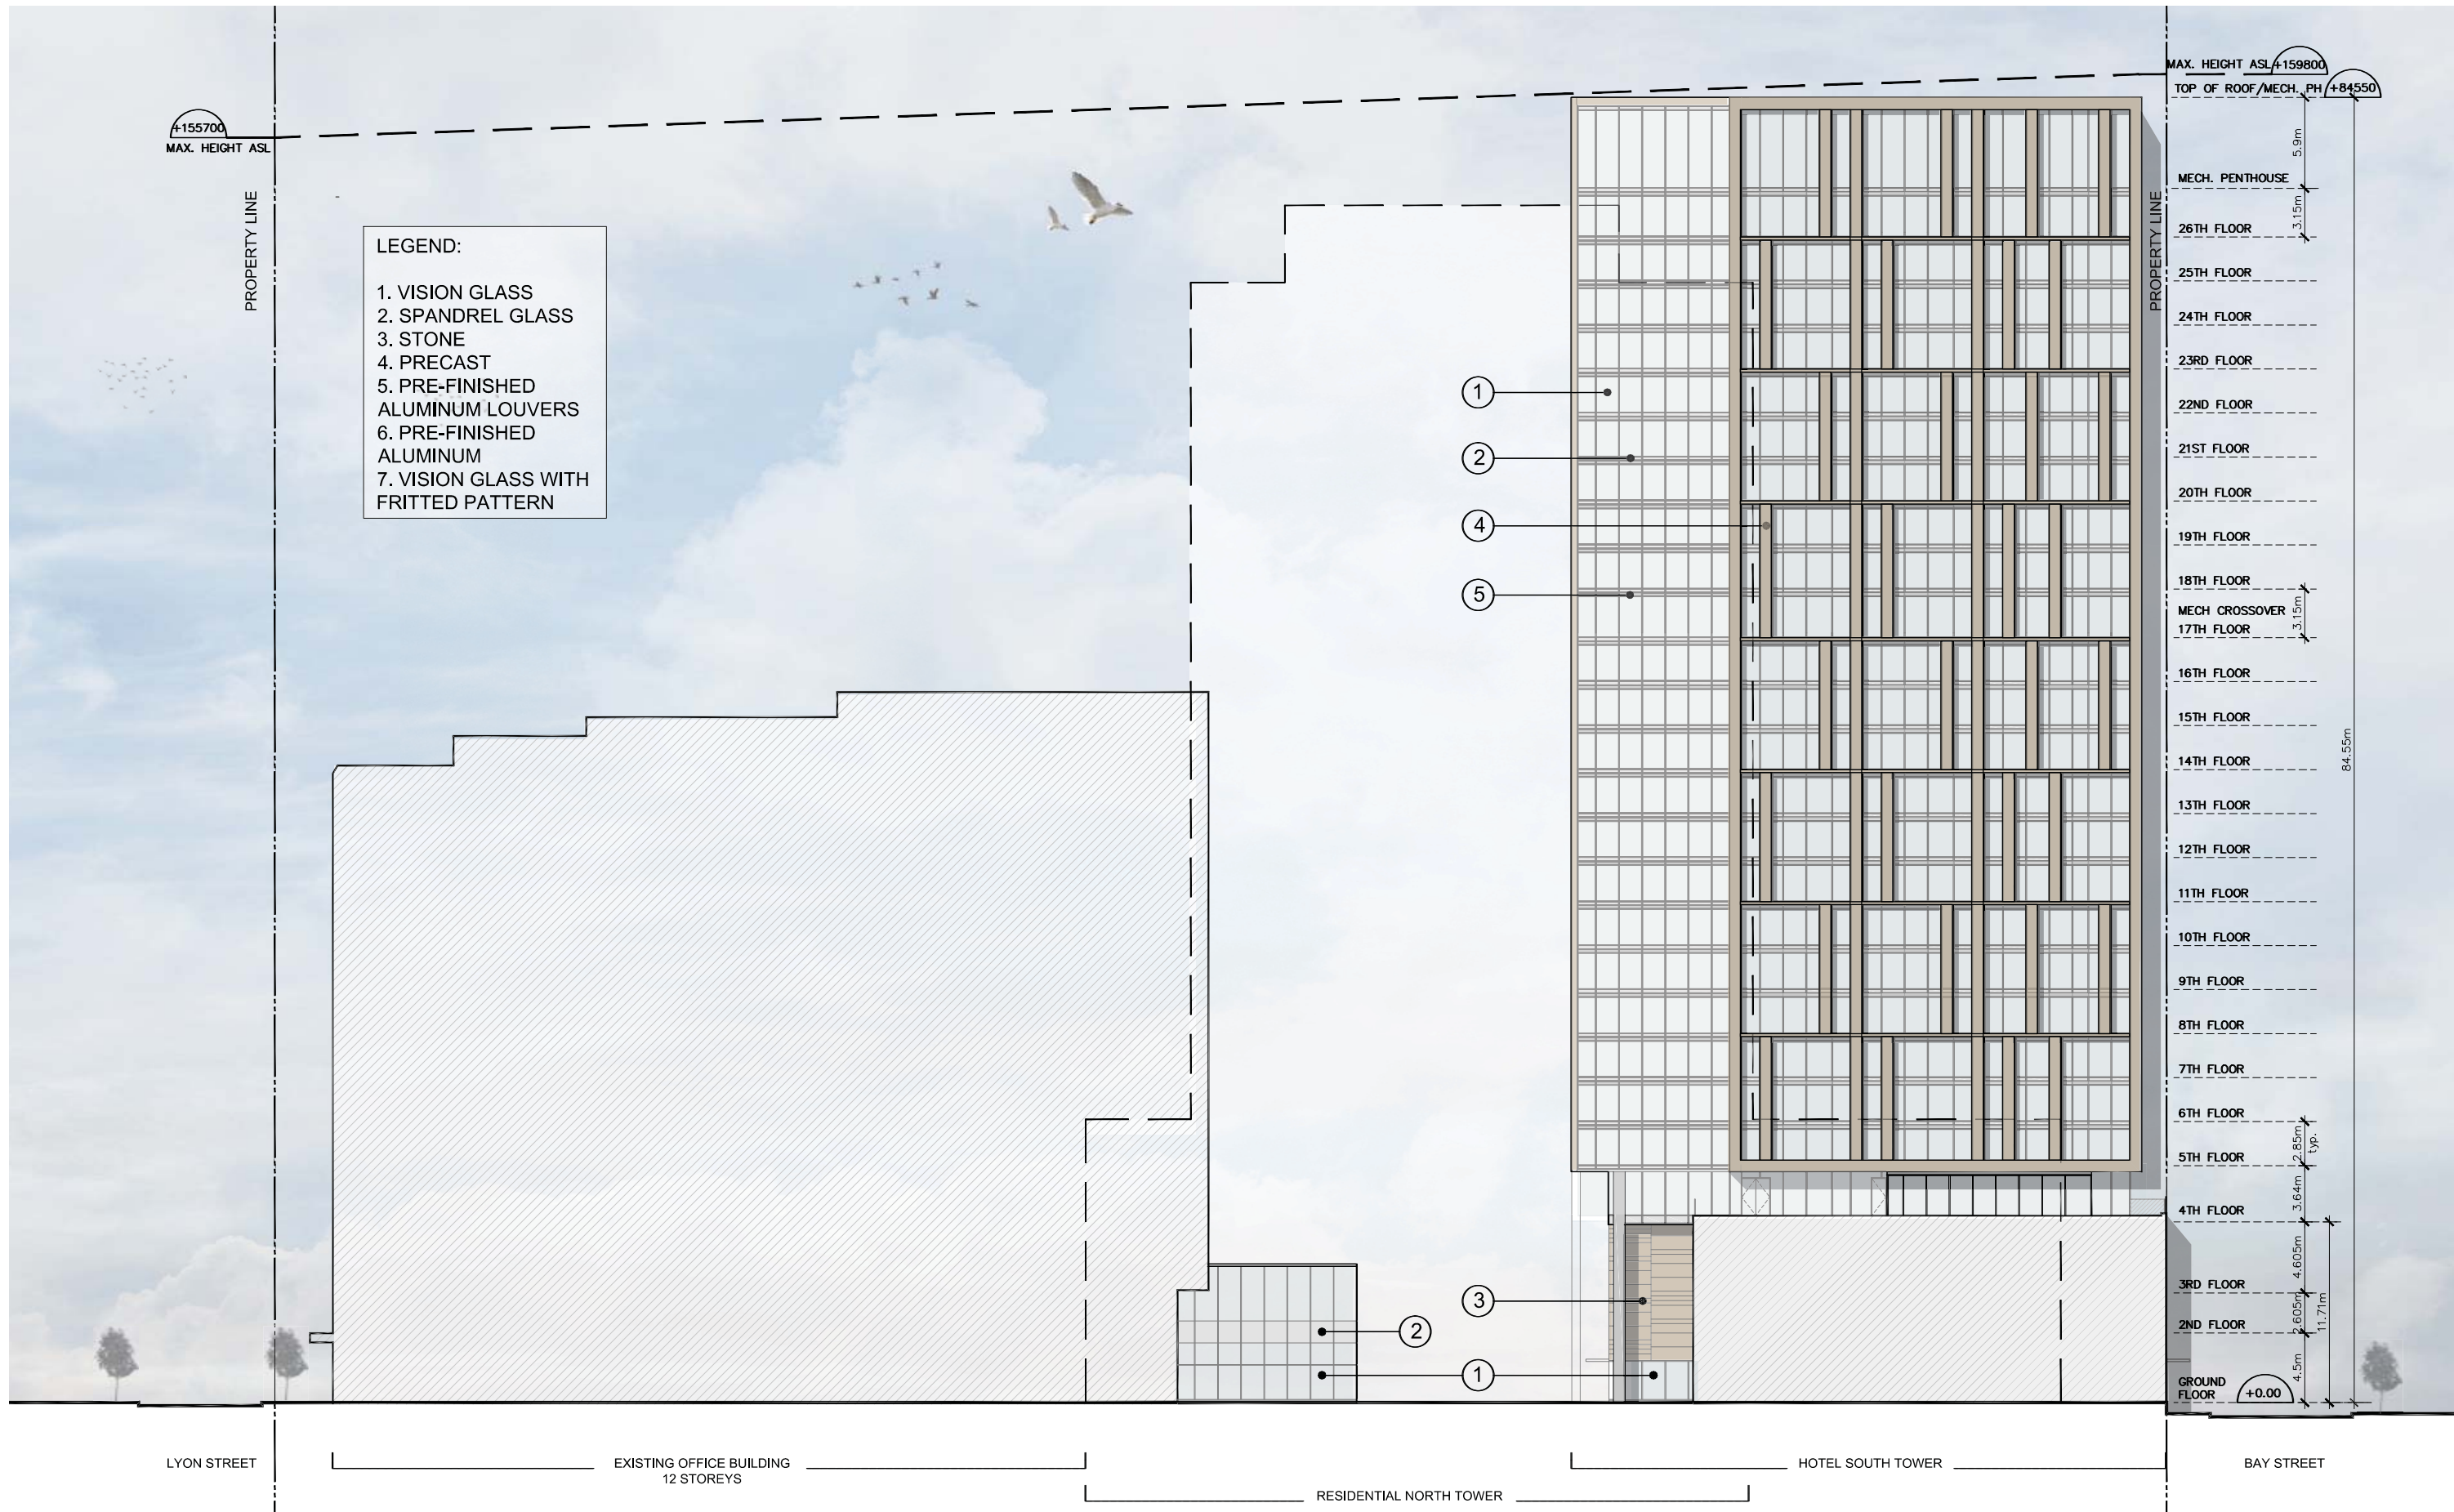 MAX. HEIGHT ASL +159800
TOP OF ROOF/MECH. PH +84550
+155700
MAX. HEIGHT ASL
5.9m
MECH. PENTHOUSE
PROPERTY LINE
PROPERTY LINE
3.15m
26TH FLOOR
LEGEND:
25TH FLOOR
1. VISION GLASS
2. SPANDREL GLASS
24TH FLOOR
3. STONE
4. PRECAST
23RD FLOOR
5. PRE-FINISHED
ALUMINUM LOUVERS
1
22ND FLOOR
6. PRE-FINISHED
ALUMINUM
2
21ST FLOOR
7. VISION GLASS WITH
FRITTED PATTERN
20TH FLOOR
4
19TH FLOOR
5
18TH FLOOR
MECH CROSSOVER
3.15m
17TH FLOOR
16TH FLOOR
15TH FLOOR
84.55m
14TH FLOOR
13TH FLOOR
12TH FLOOR
11TH FLOOR
10TH FLOOR
9TH FLOOR
8TH FLOOR
7TH FLOOR
6TH FLOOR
2.85m
typ.
5TH FLOOR
3.64m
4TH FLOOR
4.605m
3RD FLOOR
3
2.605m
11.71m
2ND FLOOR
2
1
4.5m
GROUND
FLOOR
+0.00
LYON STREET
EXISTING OFFICE BUILDING
12 STOREYS
HOTEL SOUTH TOWER
BAY STREET
RESIDENTIAL NORTH TOWER